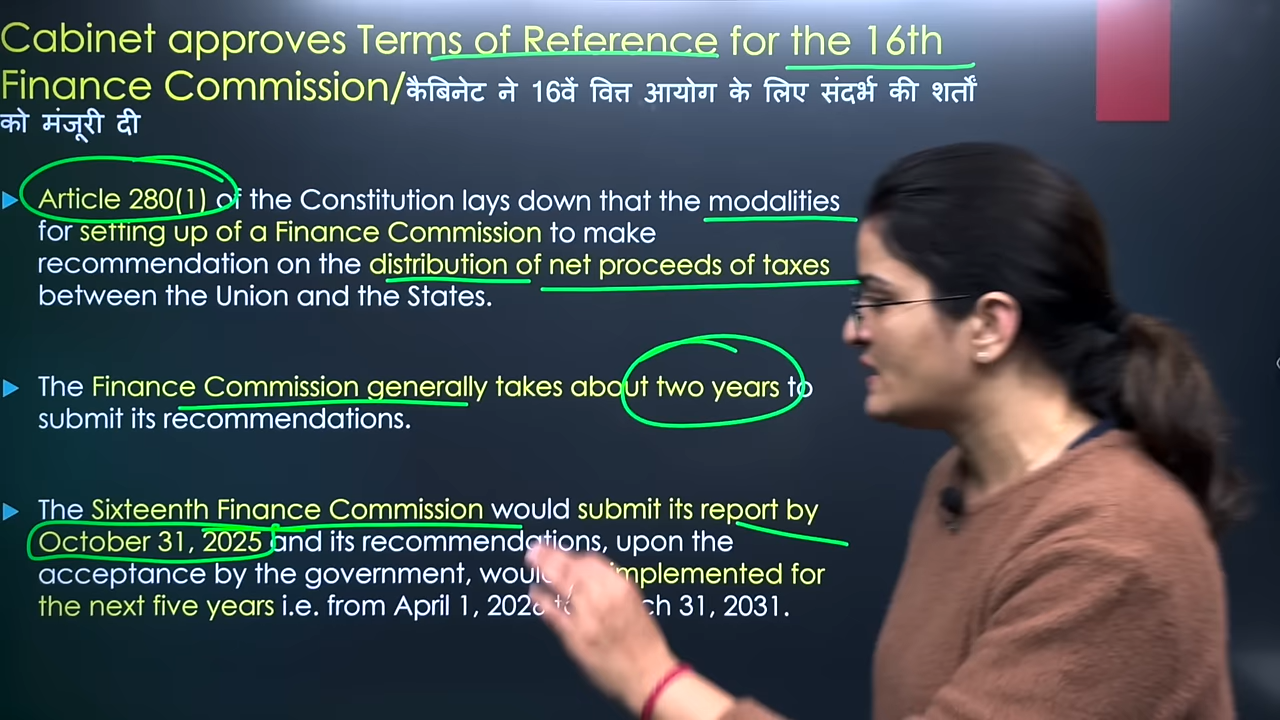 Cabinet approves Terms of Reference for the 16th
Finance Commission/कैबिनेट ने 16वें वित्त आयोग के लिए संदर्भ की शर्तों
को मंजूरी दी
Article 280(1) of the Constitution lays down that the modalities
for setting up of a Finance Commission to make
recommendation on the distribution of net proceeds of taxes
between the Union and the States.
The Finance Commission generally takes about two years to
submit its recommendations.
The Sixteenth Finance Commission would submit its report by
October 31, 2025 and its recommendations, upon the
acceptance by the government, would implemented for
the next five years i.e. from April 1, 31, 2031.